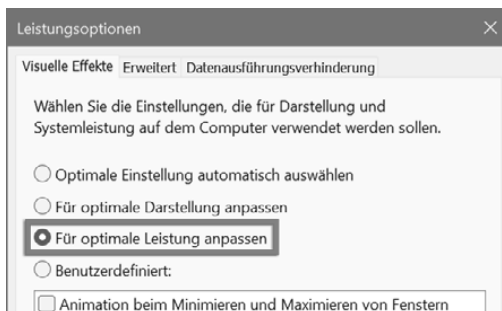 Leistungsoptionen
Visuelle Effekte Erweitert Datenausführungsverhinderung
Wählen Sie die Einstellungen, die für Darstellung und
Systemleistung auf dem Computer verwendet werden sollen.
Optimale Einstellung automatisch auswählen
Für optimale Darstellung anpassen
Für optimale Leistung anpassen
Benutzerdefiniert:
Animation beim Minimieren und Maximieren von Fenstern